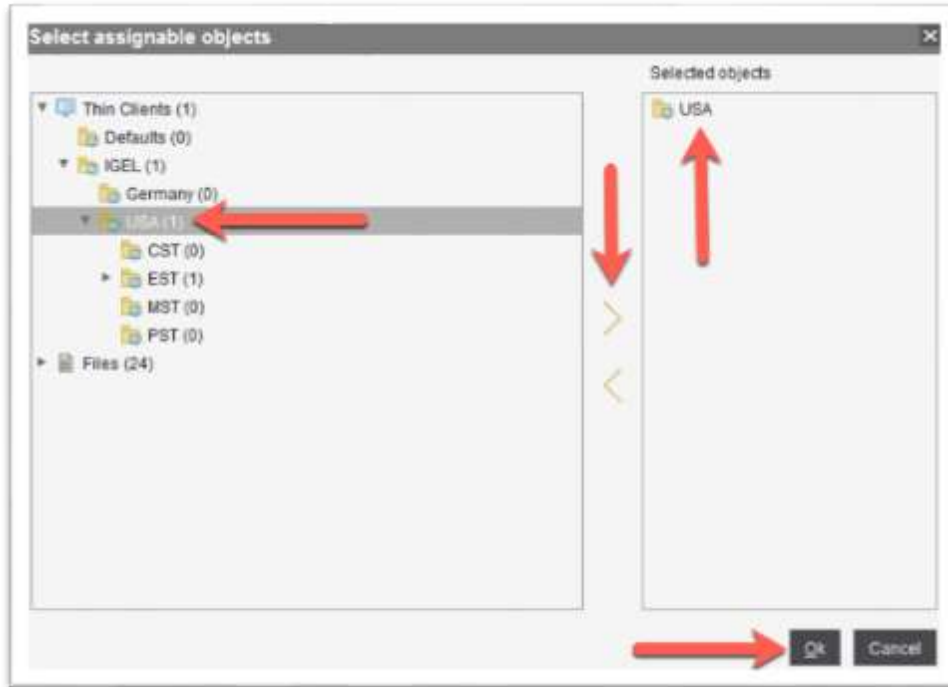 Select assignable objects
Selected objects
Thin Clients (1)
Defaults (0)
IGEL (1)
Germany (0)
USA (1)
CST (0)
EST (1)
MST (0)
PST (0)
Files (24)
USA
Ok
Cancel